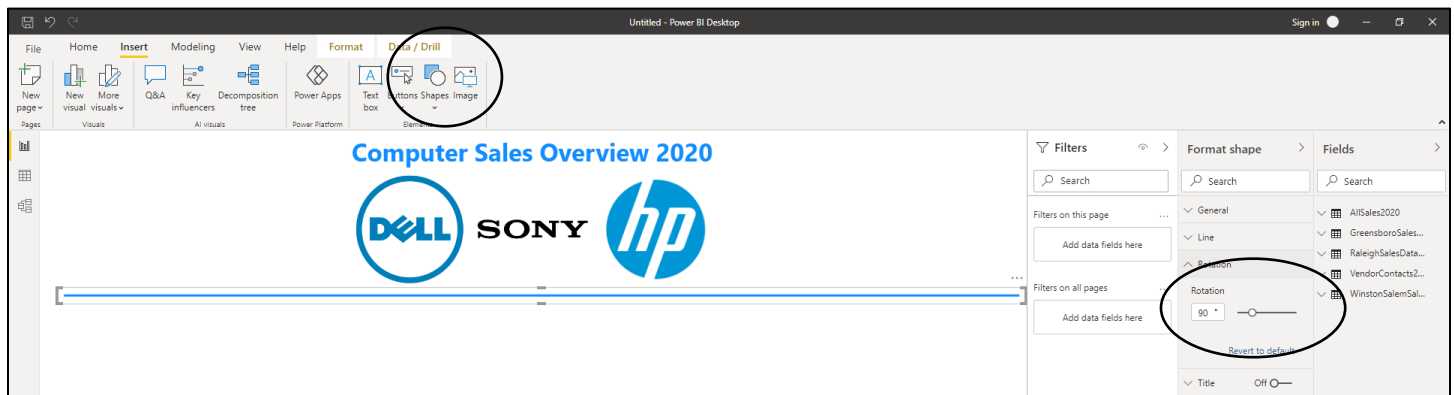 Untitled - Power BI Desktop
Sign in
File Home Insert Modeling View Help Format Data / Drill
New page
New visual
More visuals
Q&A
Key influencers
Decomposition tree
Power Apps
Text box
Buttons
Shapes
Image
Pages
Visuals
AI visuals
Power Platform
Elements
Computer Sales Overview 2020
DELL
SONY
hp
Filters
Search
Filters on this page
...
Add data fields here
Filters on all pages
...
Add data fields here
...
Format shape
Search
General
Line
Rotation
Rotation
90 °
Revert to default
Title Off
Fields
Search
AllSales2020
GreensboroSales...
RaleighSalesData...
VendorContacts2...
WinstonSalemSal...